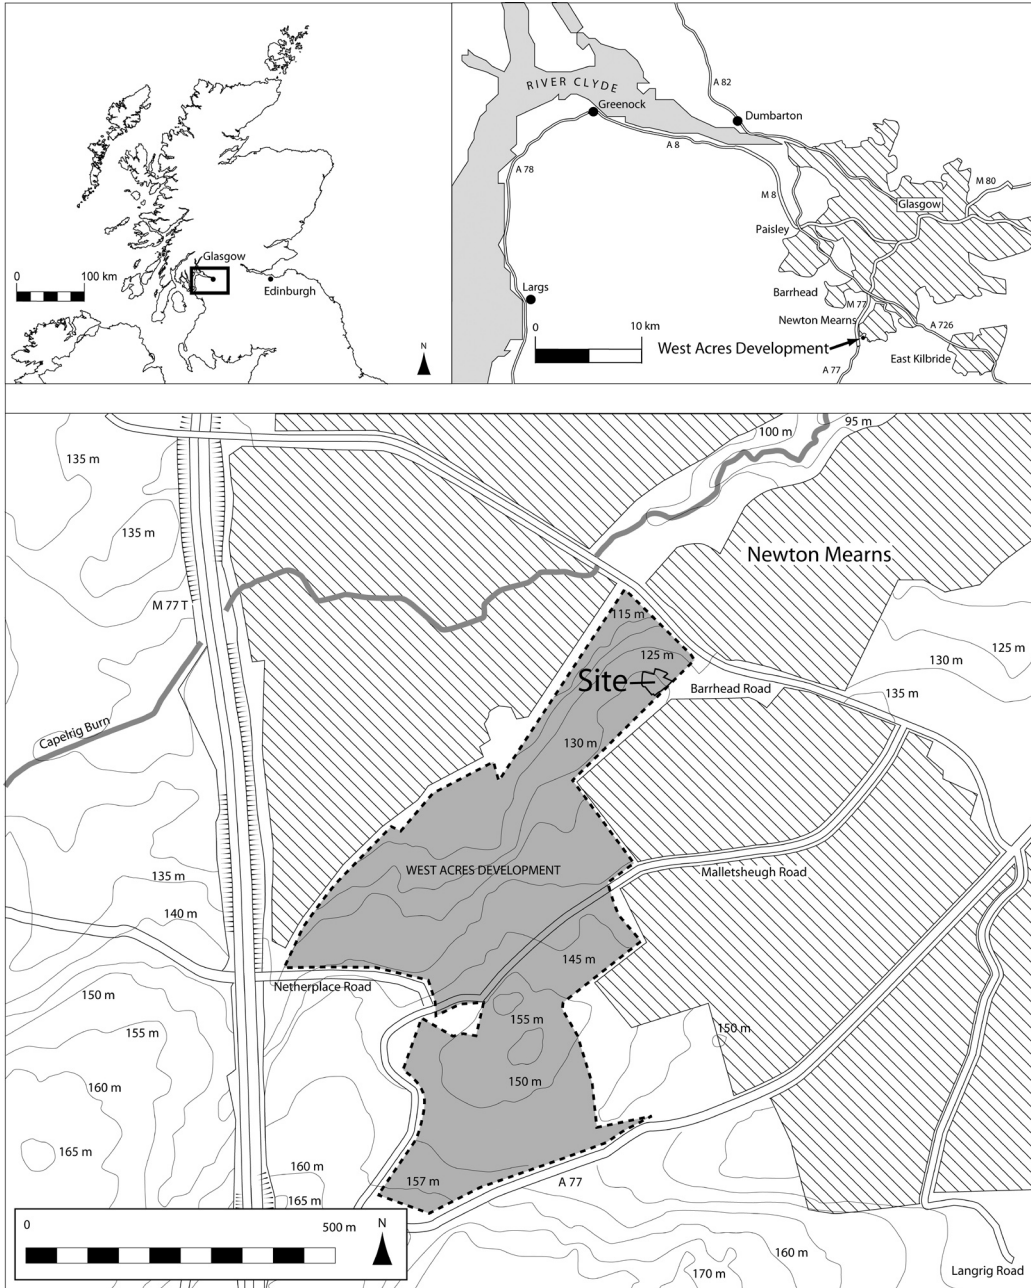 Glasgow
Edinburgh
0
100 km
N
RIVER CLYDE
A 82
Greenock
Dumbarton
A 8
A 78
M 8
M 80
Glasgow
Paisley
Largs
Barrhead
M 77
0
10 km
Newton Mearns
A 726
West Acres Development
East Kilbride
A 77
135 m
100 m
95 m
135 m
Newton Mearns
M 77 T
115 m
125 m
125 m
130 m
Site
Barrhead Road
135 m
Capelrig Burn
130 m
WEST ACRES DEVELOPMENT
Malletsheugh Road
135 m
140 m
145 m
Netherplace Road
150 m
155 m
155 m
150 m
160 m
150 m
165 m
160 m
157 m
A 77
165 m
0
500 m
N
160 m
170 m
Langrig Road